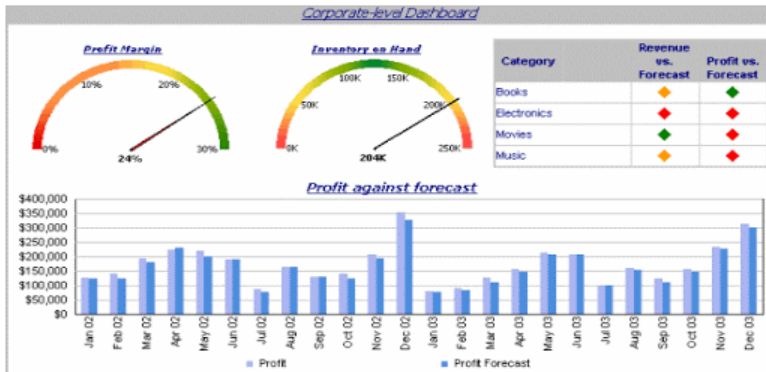 Corporate-level Dashboard
Profit Margin
10%
20%
0%
30%
24%
Inventory on Hand
100K
150K
50K
200K
0K
250K
204K
Category
Revenue vs. Forecast
Profit vs. Forecast
Books
Electronics
Movies
Music
Profit against forecast
$400,000
$350,000
$300,000
$250,000
$200,000
$150,000
$100,000
$50,000
$0
Jan 02
Feb 02
Mar 02
Apr 02
May 02
Jun 02
Jul 02
Aug 02
Sep 02
Oct 02
Nov 02
Dec 02
Jan 03
Feb 03
Mar 03
Apr 03
May 03
Jun 03
Jul 03
Aug 03
Sep 03
Oct 03
Nov 03
Dec 03
Profit
Profit Forecast